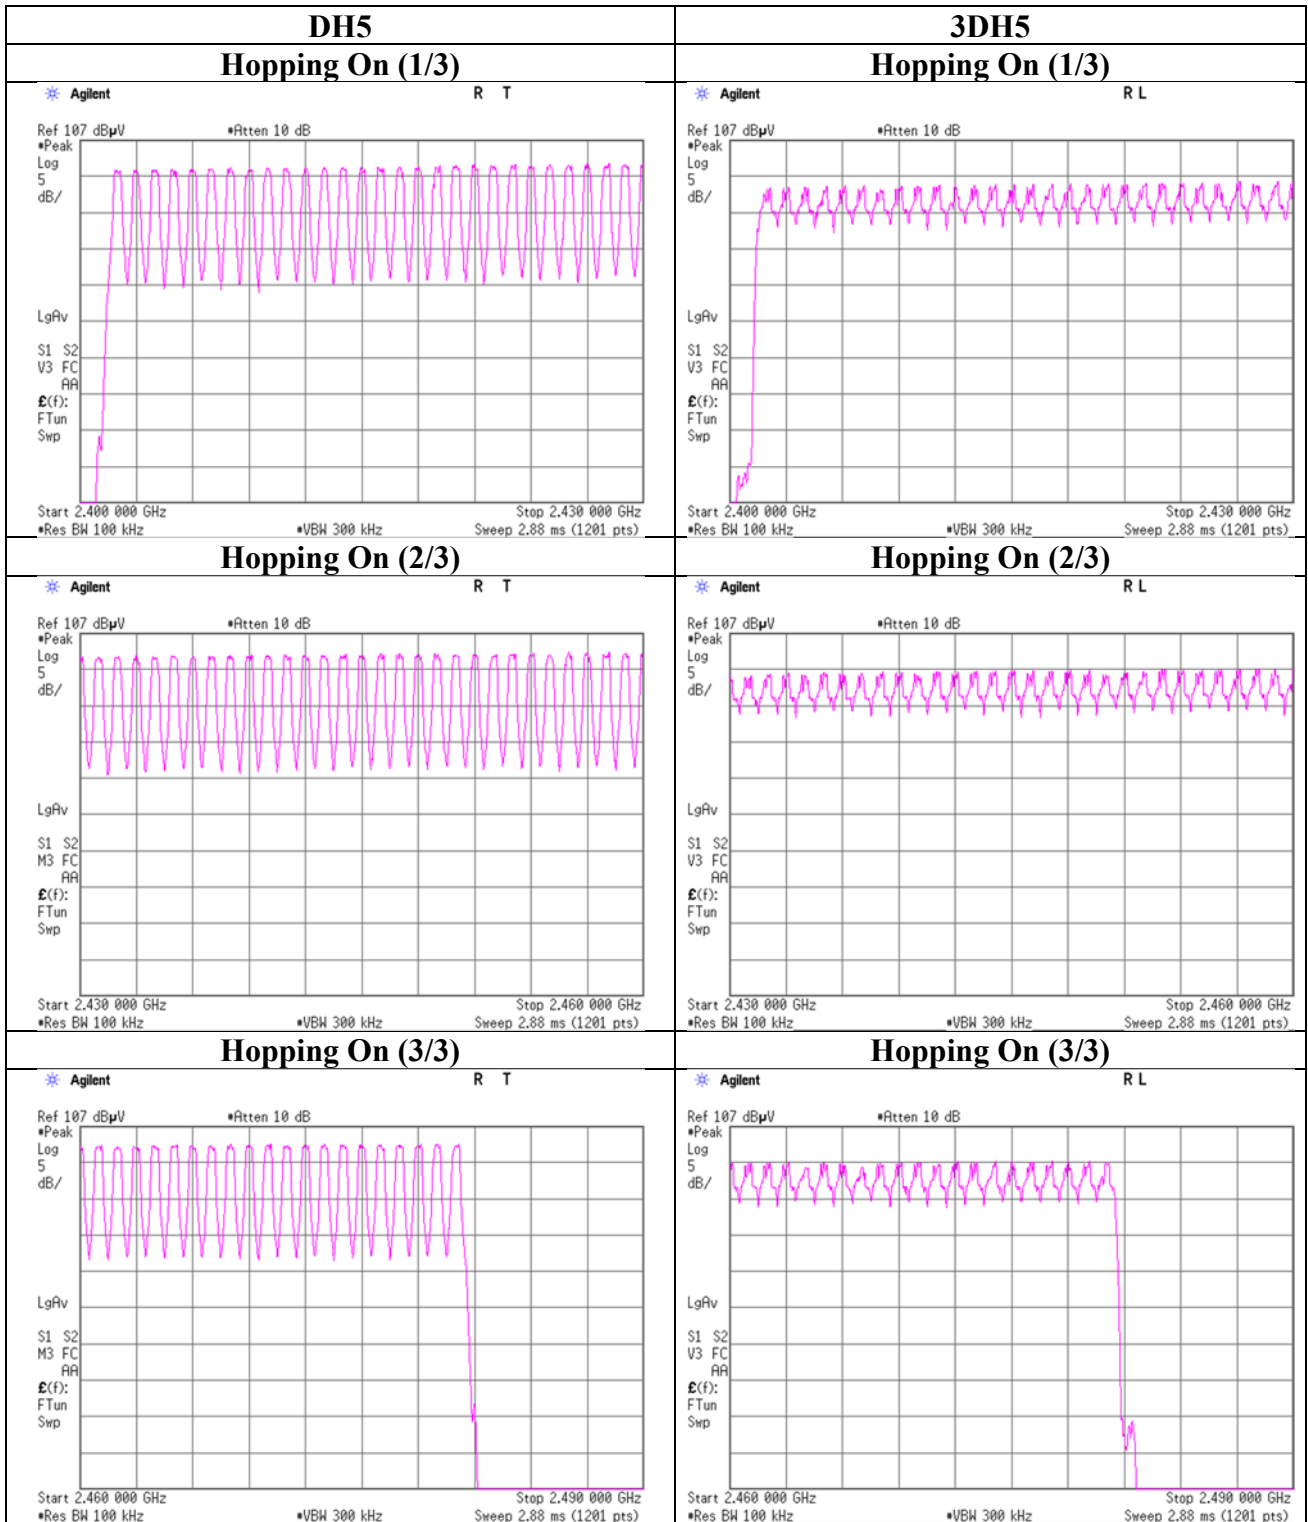 DH5 3DH5
Hopping On (1/3) Hopping On (1/3)
Agilent R T
Ref 107 dBµV *Atten 10 dB
*Peak
Log
5
dB/
LgAv
S1 S2
V3 FC
AA
£(f):
FTun
Swp
Start 2.400 000 GHz Stop 2.430 000 GHz
*Res BW 100 kHz *VBW 300 kHz Sweep 2.88 ms (1201 pts)
Agilent R L
Ref 107 dBµV *Atten 10 dB
*Peak
Log
5
dB/
LgAv
S1 S2
V3 FC
AA
£(f):
FTun
Swp
Start 2.400 000 GHz Stop 2.430 000 GHz
*Res BW 100 kHz *VBW 300 kHz Sweep 2.88 ms (1201 pts)
Hopping On (2/3) Hopping On (2/3)
Agilent R T
Ref 107 dBµV *Atten 10 dB
*Peak
Log
5
dB/
LgAv
S1 S2
M3 FC
AA
£(f):
FTun
Swp
Start 2.430 000 GHz Stop 2.460 000 GHz
*Res BW 100 kHz *VBW 300 kHz Sweep 2.88 ms (1201 pts)
Agilent R L
Ref 107 dBµV *Atten 10 dB
*Peak
Log
5
dB/
LgAv
S1 S2
V3 FC
AA
£(f):
FTun
Swp
Start 2.430 000 GHz Stop 2.460 000 GHz
*Res BW 100 kHz *VBW 300 kHz Sweep 2.88 ms (1201 pts)
Hopping On (3/3) Hopping On (3/3)
Agilent R T
Ref 107 dBµV *Atten 10 dB
*Peak
Log
5
dB/
LgAv
S1 S2
M3 FC
AA
£(f):
FTun
Swp
Start 2.460 000 GHz Stop 2.490 000 GHz
*Res BW 100 kHz *VBW 300 kHz Sweep 2.88 ms (1201 pts)
Agilent R L
Ref 107 dBµV *Atten 10 dB
*Peak
Log
5
dB/
LgAv
S1 S2
V3 FC
AA
£(f):
FTun
Swp
Start 2.460 000 GHz Stop 2.490 000 GHz
*Res BW 100 kHz *VBW 300 kHz Sweep 2.88 ms (1201 pts)